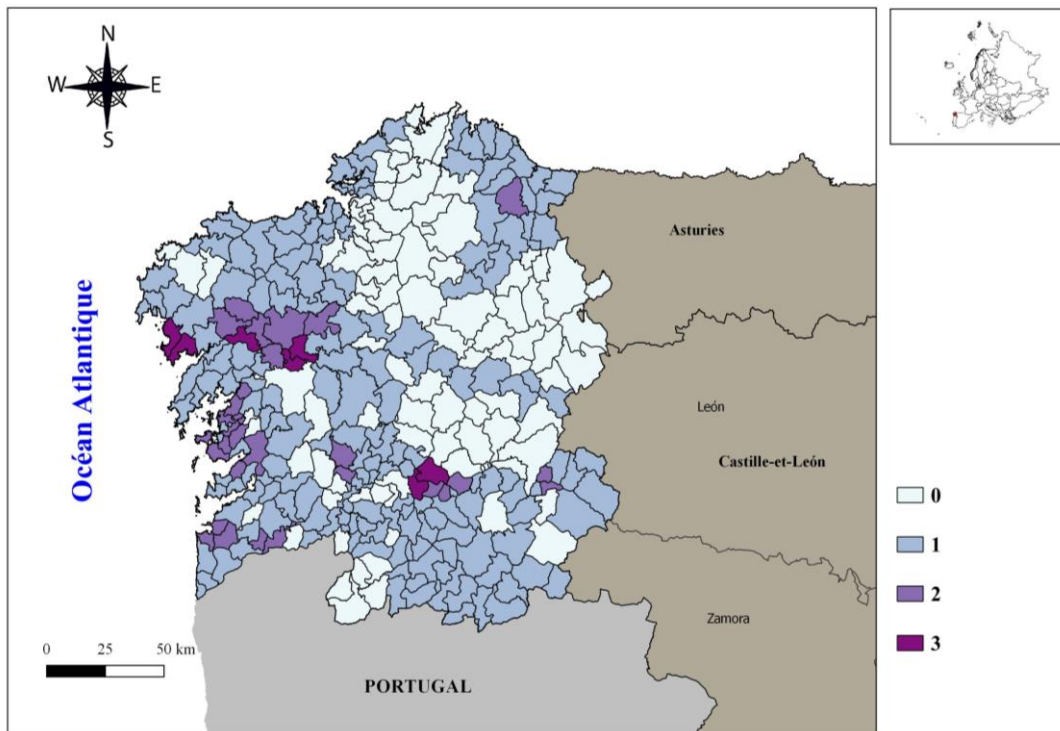 N
W E
S
Océan Atlantique
Asturies
León
Castille-et-León
Zamora
PORTUGAL
0 25 50 km
0
1
2
3